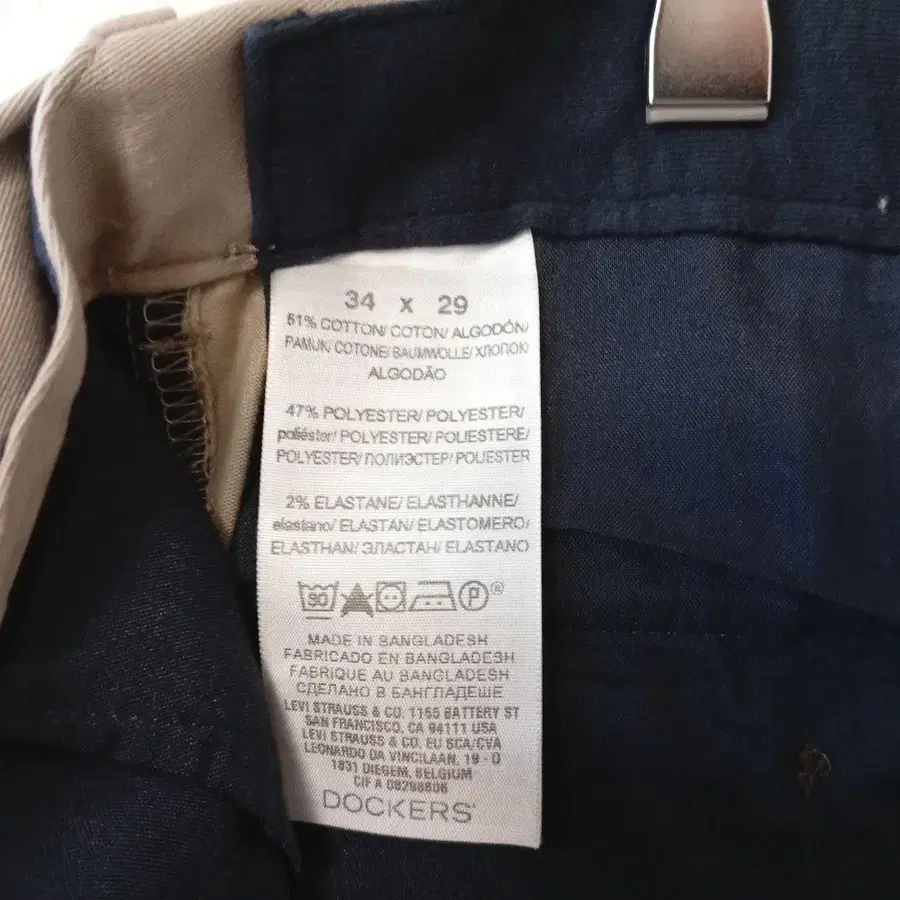 34 x 29
51% COTTON/ COTON/ ALGODÓN/
PAMUK/ COTONE/ BAUMWOLLE/ ХЛОПОК/
ALGODÃO
47% POLYESTER/ POLYESTER/
poliéster/ POLYESTER/ POLIESTERE/
POLYESTER/ ПОЛИЭСТЕР/ POLIESTER
2% ELASTANE/ ELASTHANNE/
elastano/ ELASTAN/ ELASTOMERO/
ELASTHAN/ ЭЛАСТАН/ ELASTANO
30 P ®
MADE IN BANGLADESH
FABRICADO EN BANGLADESH
FABRIQUE AU BANGLADESH
СДЕЛАНО В БАНГЛАДЕШЕ
LEVI STRAUSS & CO. 1155 BATTERY ST
SAN FRANCISCO, CA 94111 USA
LEVI STRAUSS & CO. EU SCA/CVA
LEONARDO DA VINCILAAN, 19 - D
1831 DIEGEM, BELGIUM
CIF A 08298806
DOCKERS